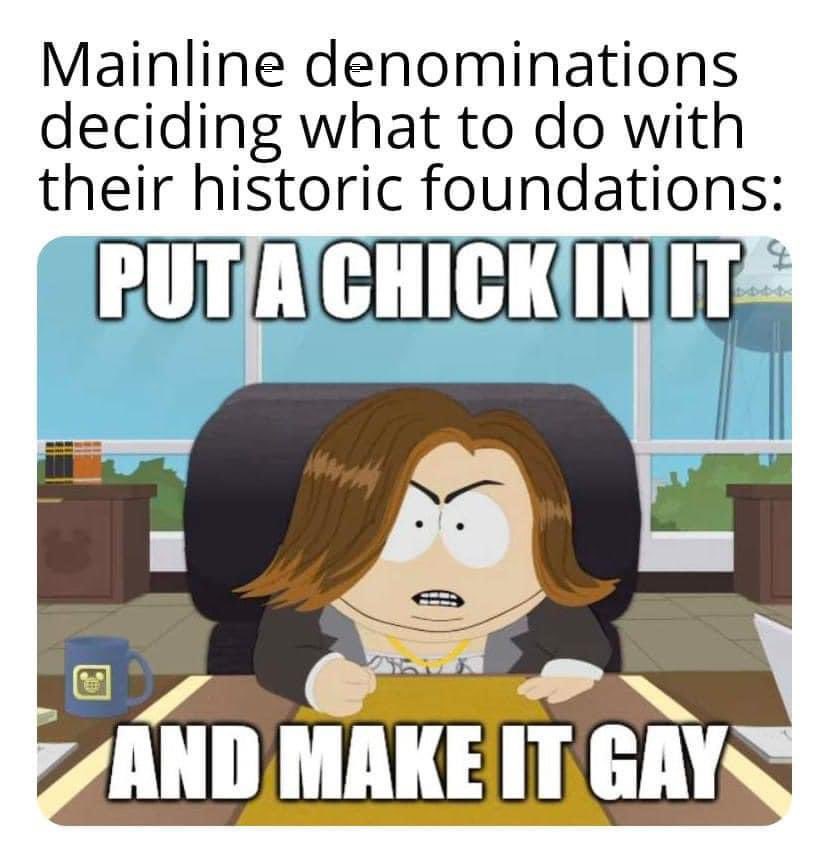 Mainline denominations
deciding what to do with
their historic foundations:
PUT A CHICK IN IT
AND MAKE IT GAY